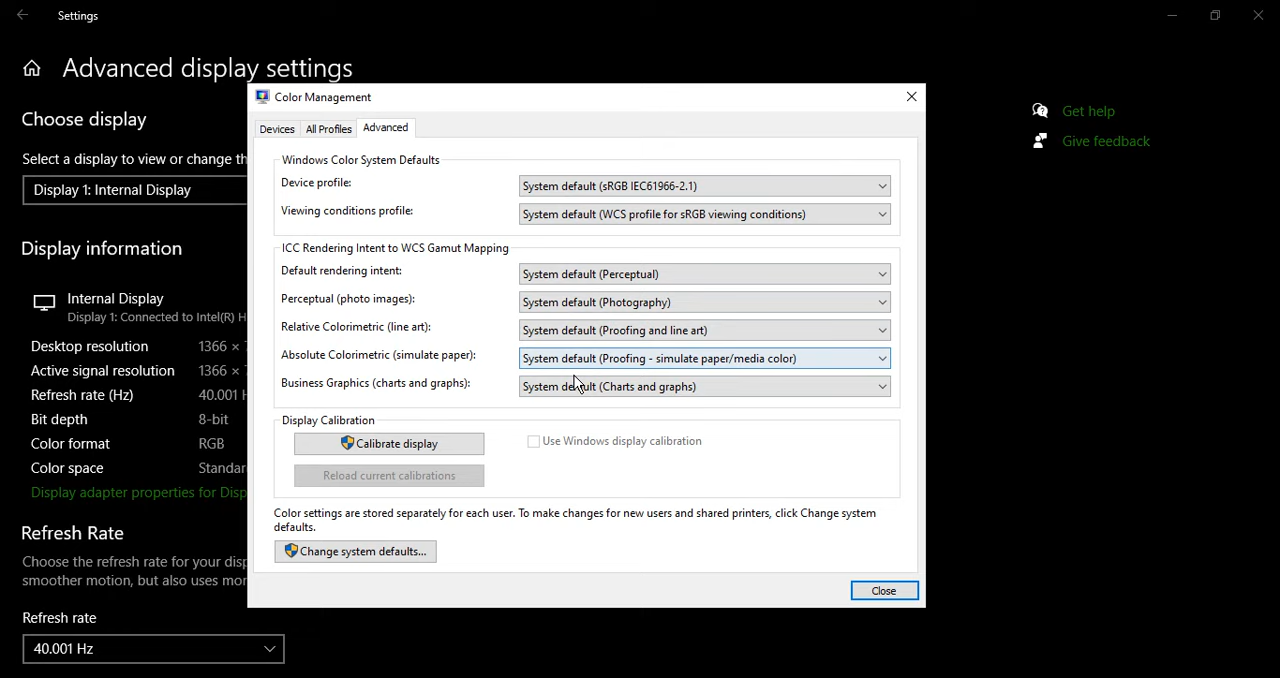 Settings
Advanced display settings
Choose display
Select a display to view or change th
Display 1: Internal Display
Display information
Internal Display
Display 1: Connected to Intel(R) H
Desktop resolution 1366 ×
Active signal resolution 1366 ×
Refresh rate (Hz) 40.001 H
Bit depth 8-bit
Color format RGB
Color space Standar
Display adapter properties for Disp
Refresh Rate
Choose the refresh rate for your disp
smoother motion, but also uses mor
Refresh rate
40.001 Hz
Color Management
Devices All Profiles Advanced
Windows Color System Defaults
Device profile: System default (sRGB IEC61966-2.1)
Viewing conditions profile: System default (WCS profile for sRGB viewing conditions)
ICC Rendering Intent to WCS Gamut Mapping
Default rendering intent: System default (Perceptual)
Perceptual (photo images): System default (Photography)
Relative Colorimetric (line art): System default (Proofing and line art)
Absolute Colorimetric (simulate paper): System default (Proofing - simulate paper/media color)
Business Graphics (charts and graphs): System default (Charts and graphs)
Display Calibration
Calibrate display Use Windows display calibration
Reload current calibrations
Color settings are stored separately for each user. To make changes for new users and shared printers, click Change system
defaults.
Change system defaults...
Close
Get help
Give feedback